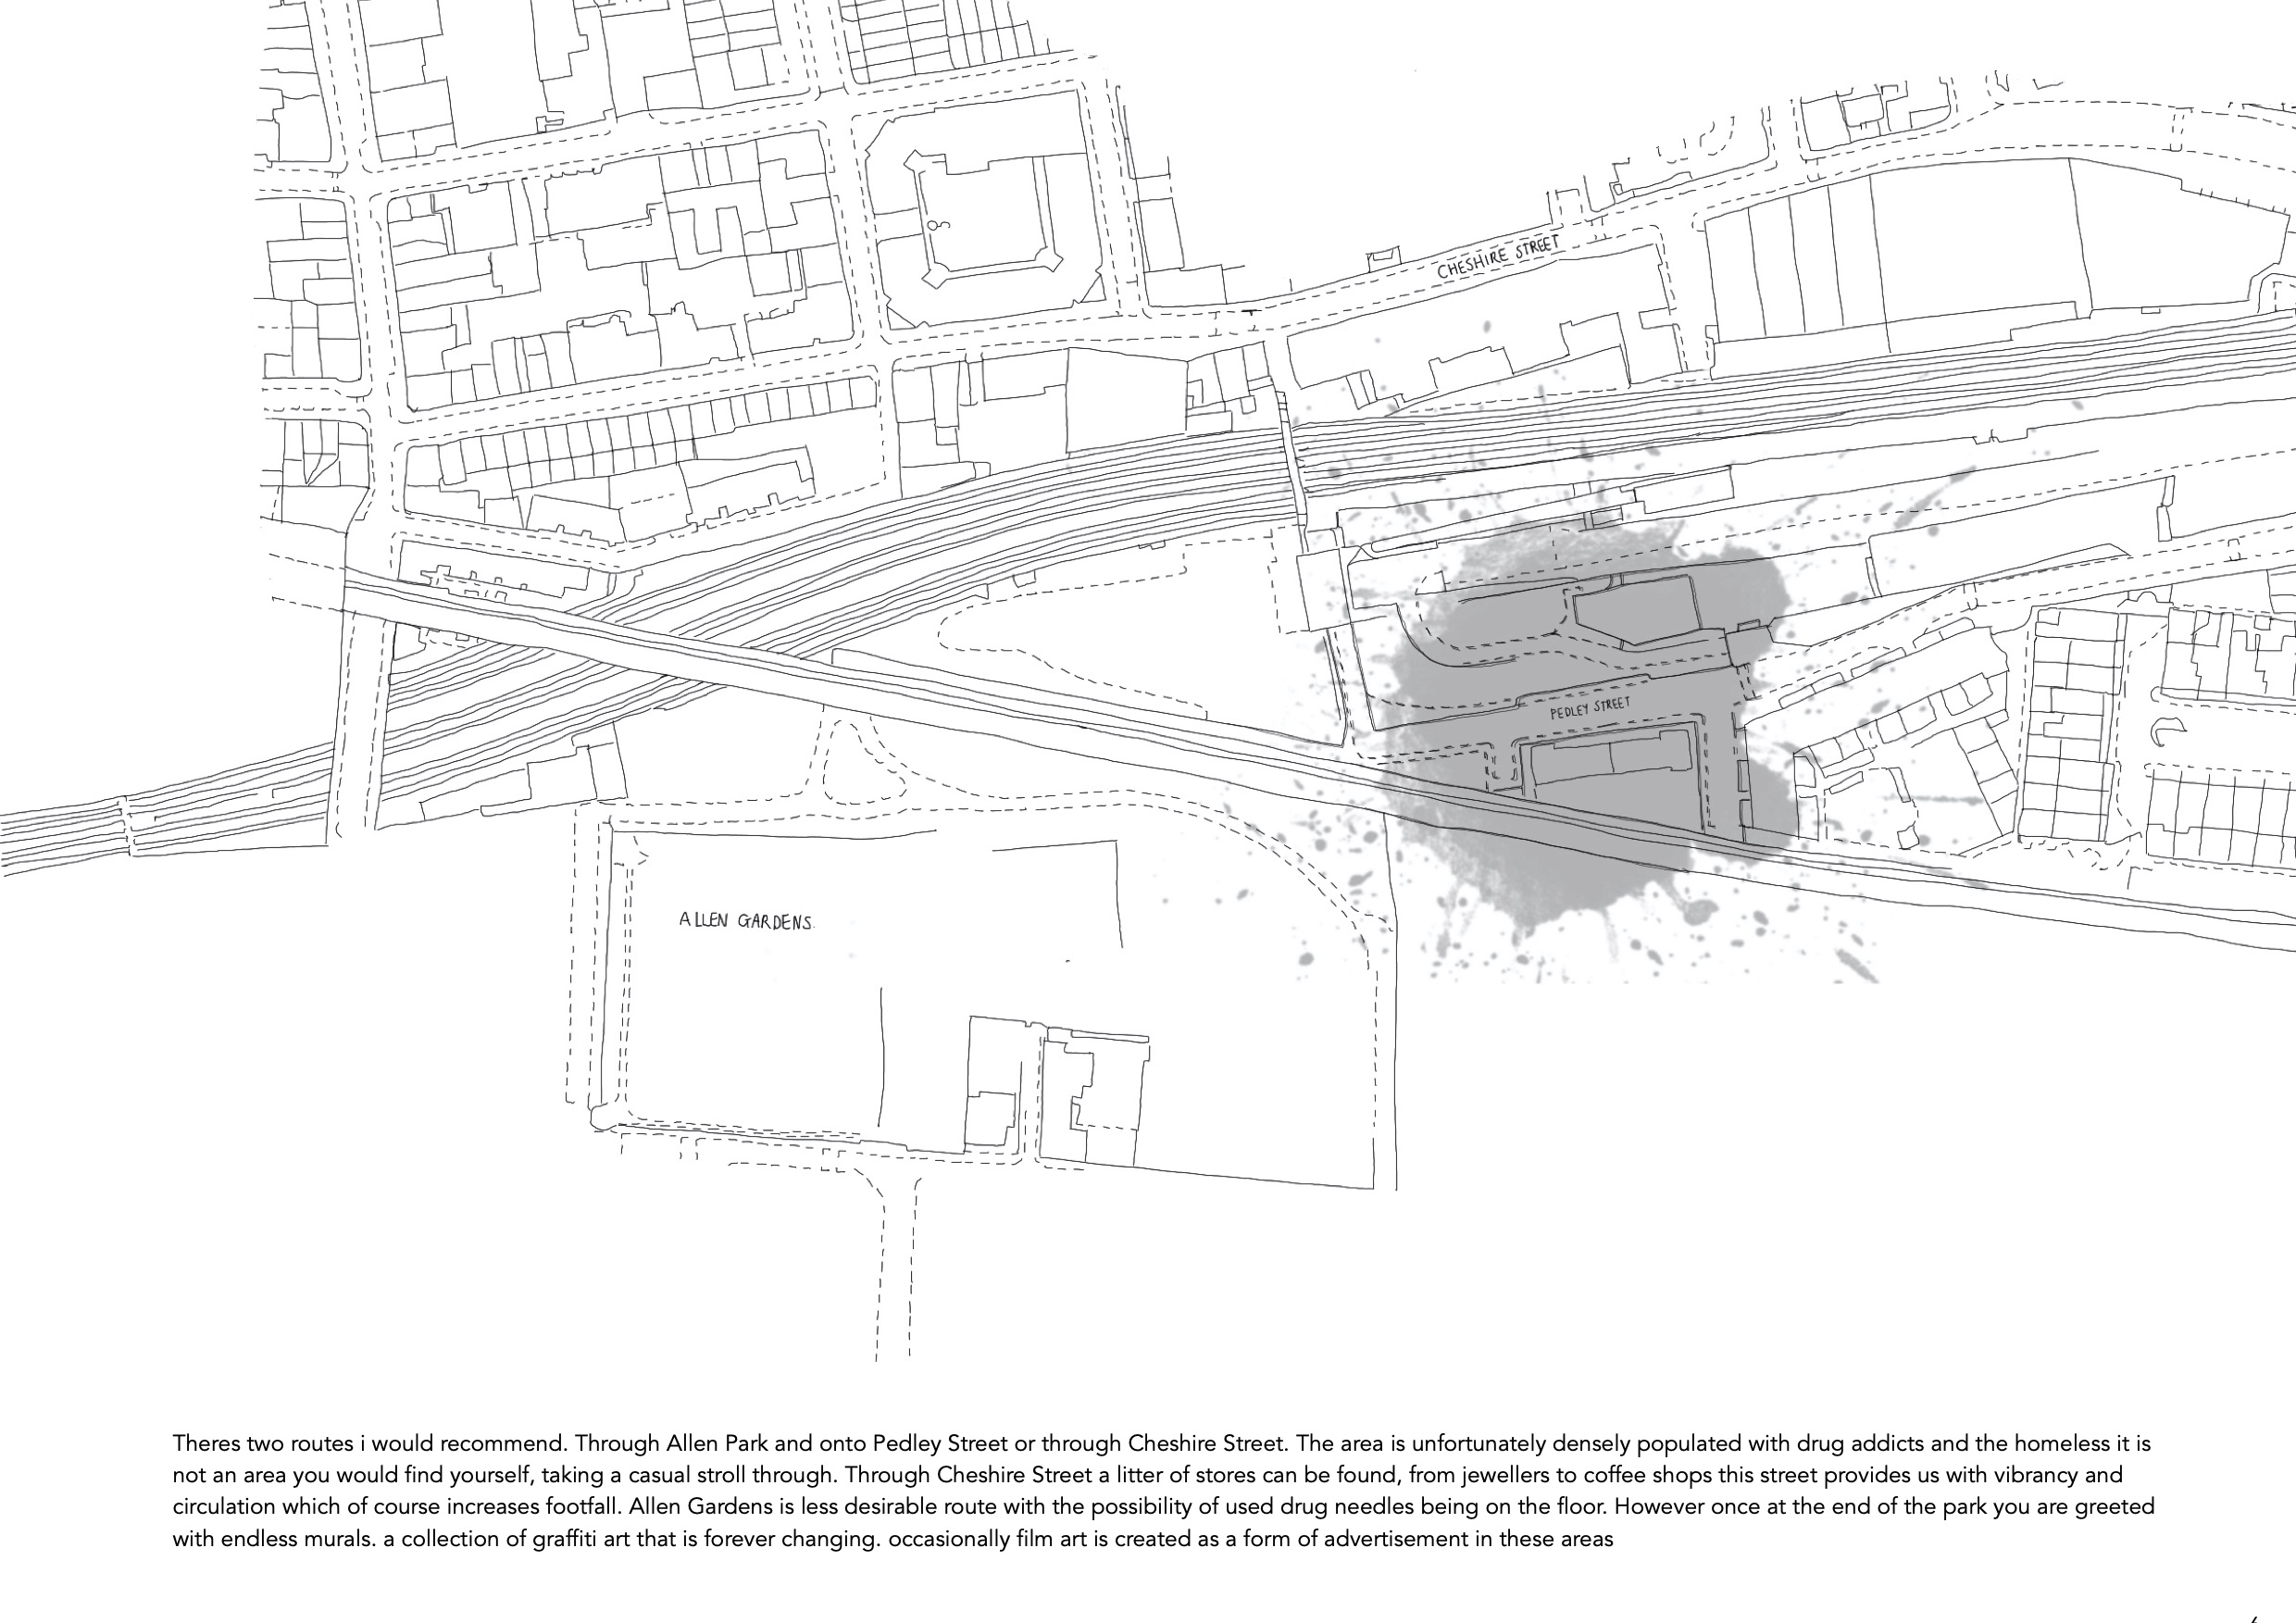 CHESHIRE STREET
PEDLEY STREET
ALLEN GARDENS.
Theres two routes i would recommend. Through Allen Park and onto Pedley Street or through Cheshire Street. The area is unfortunately densely populated with drug addicts and the homeless it is
not an area you would find yourself, taking a casual stroll through. Through Cheshire Street a litter of stores can be found, from jewellers to coffee shops this street provides us with vibrancy and
circulation which of course increases footfall. Allen Gardens is less desirable route with the possibility of used drug needles being on the floor. However once at the end of the park you are greeted
with endless murals. a collection of graffiti art that is forever changing. occasionally film art is created as a form of advertisement in these areas